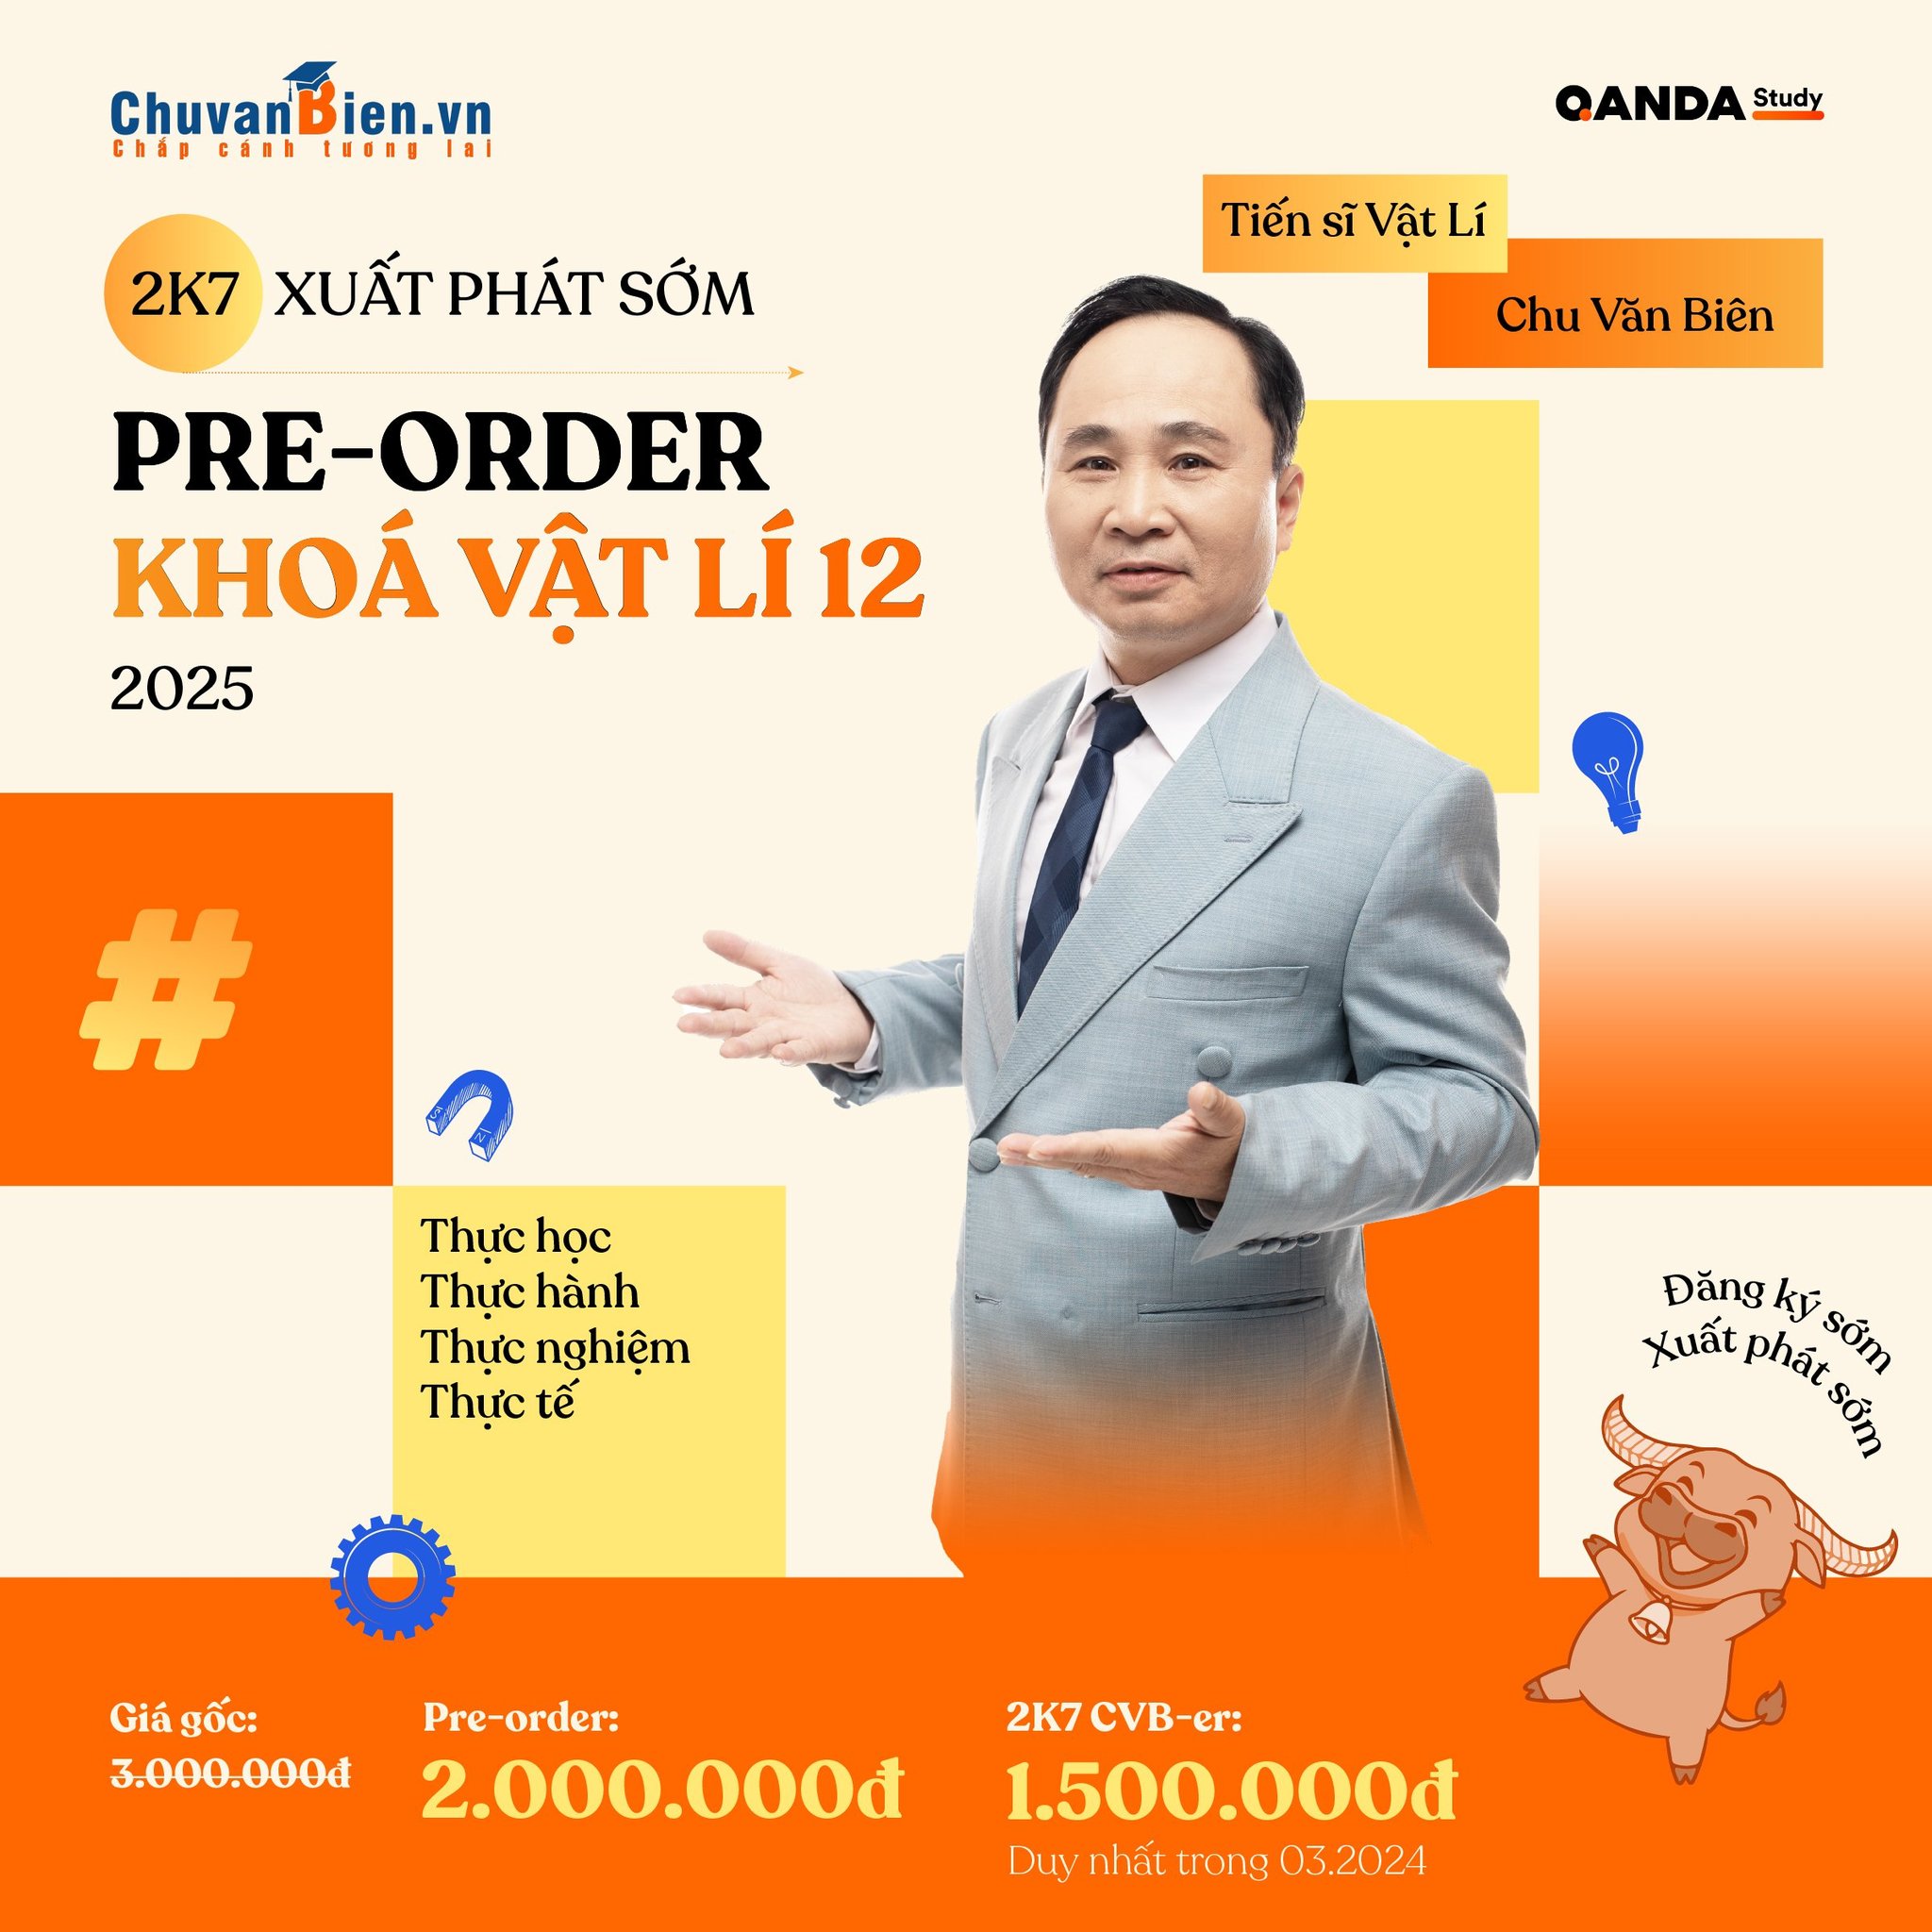 ChuvanBien.vn
Chắp cánh tương lai
QANDA Study
Tiến sĩ Vật Lí
Chu Văn Biên
2K7 XUẤT PHÁT SỚM
PRE-ORDER
KHOÁ VẬT LÍ 12
2025
#
S
N
Thực học
Thực hành
Thực nghiệm
Thực tế
Đăng ký sớm
Xuất phát sớm
Giá gốc:
3.000.000đ
Pre-order:
2.000.000đ
2K7 CVB-er:
1.500.000đ
Duy nhất trong 03.2024